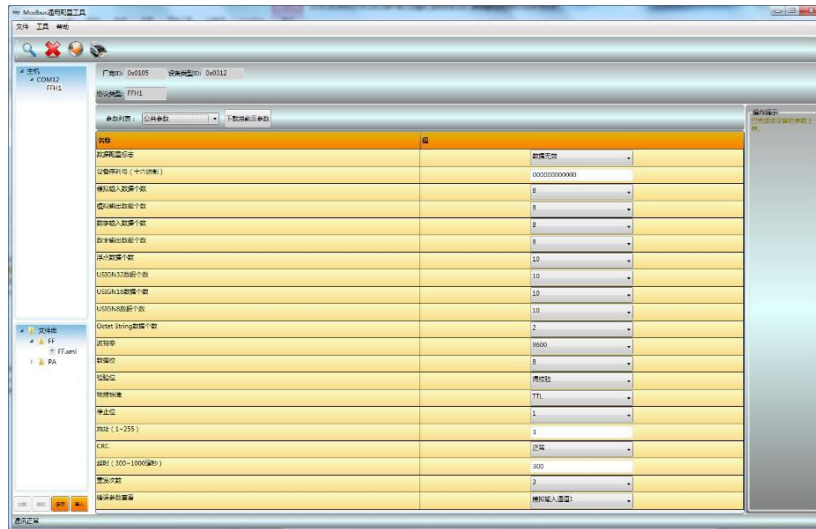 Modbus通用配置工具
文件 工具 帮助
主机
COM12
FFH1
厂商ID: 0x0105 设备类型ID: 0x0312
协议类型: FFH1
参数列表： 公共参数 下载当前页参数
操作提示
名称 值
数据配置标志 数据无效
设备序列号（十六进制） 000000000000
模拟输入数据个数 8
模拟输出数据个数 8
数字输入数据个数 8
数字输出数据个数 8
浮点数据个数 10
USIGN32数据个数 10
USIGN16数据个数 10
USIGN8数据个数 10
Octet String数据个数 2
波特率 9600
数据位 8
校验位 偶校验
物理标准 TTL
停止位 1
地址（1~255） 1
CRC 正常
延时（300~1000毫秒） 300
重发次数 3
错误参数查看 模拟输入通道1
文件库
FF
FF.xml
PA
保存 导入
通讯正常